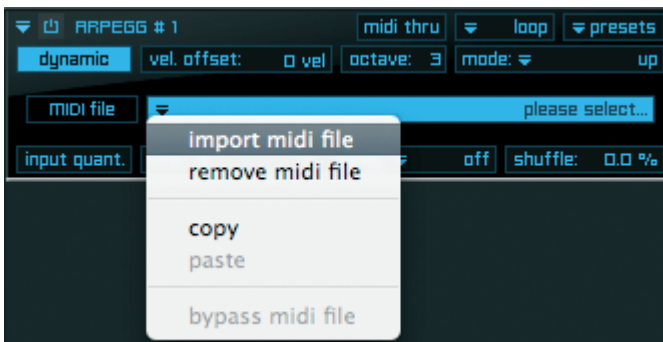 ARPEGG # 1 midi thru loop presets
dynamic vel. offset: 0 vel octave: 3 mode: up
MIDI file please select...
import midi file
input quant. off shuffle: 0.0 %
remove midi file
copy
paste
bypass midi file